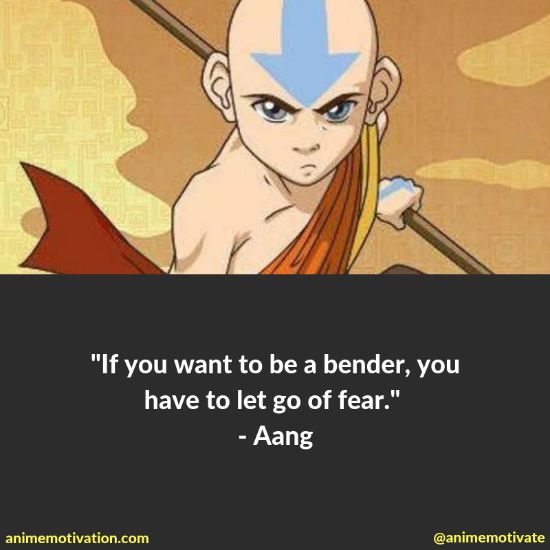 "If you want to be a bender, you
have to let go of fear."
- Aang
animemotivation.com
@animemotivate